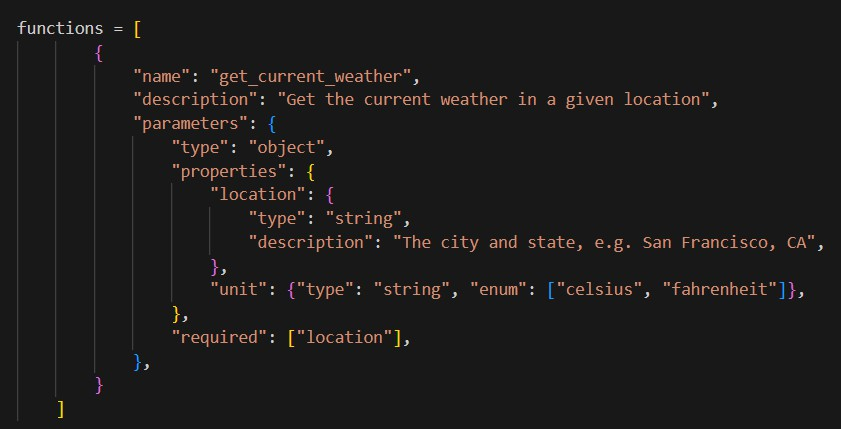 functions = [
{
"name": "get_current_weather",
"description": "Get the current weather in a given location",
"parameters": {
"type": "object",
"properties": {
"location": {
"type": "string",
"description": "The city and state, e.g. San Francisco, CA",
},
"unit": {"type": "string", "enum": ["celsius", "fahrenheit"]},
},
"required": ["location"],
},
}
]